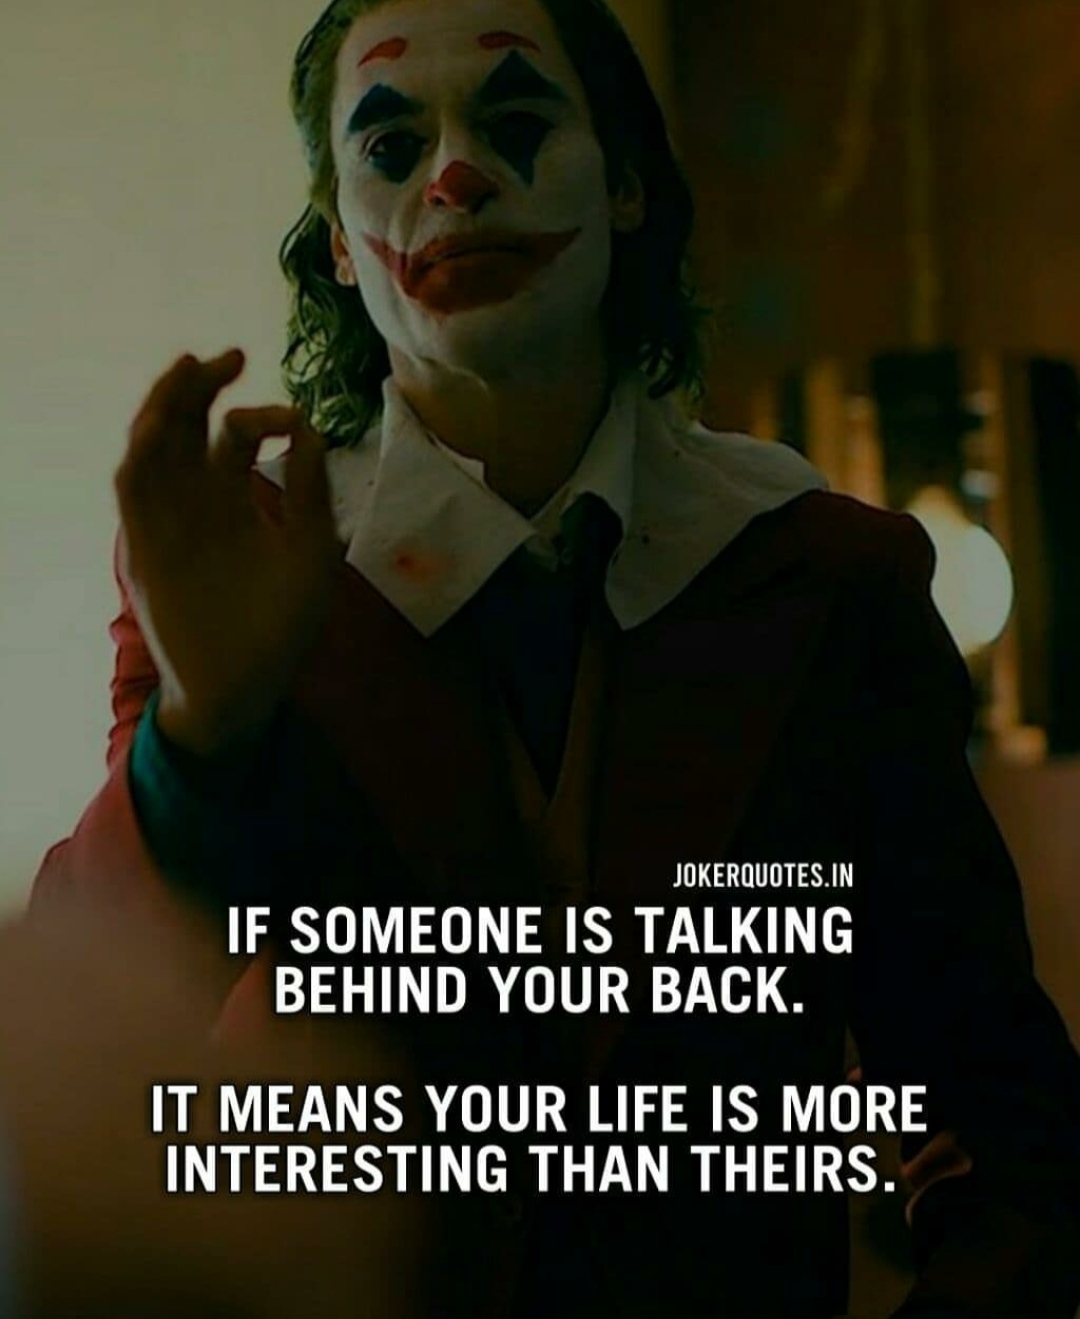 JOKERQUOTES.IN
IF SOMEONE IS TALKING
BEHIND YOUR BACK.
IT MEANS YOUR LIFE IS MORE
INTERESTING THAN THEIRS.